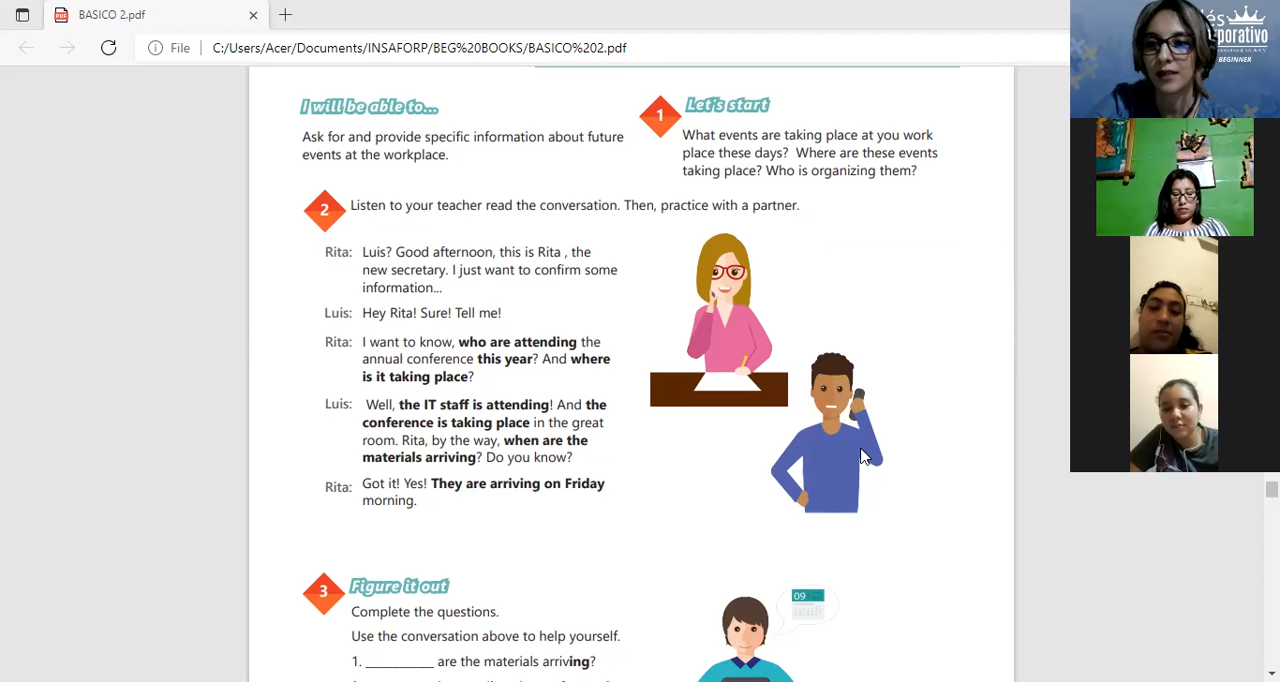 BASICO 2.pdf
File
C:/Users/Acer/Documents/INSAFORP/BEG%20BOOKS/BASICO%202.pdf
I will be able to...
Ask for and provide specific information about future
events at the workplace.
1
Let's start
What events are taking place at you work
place these days? Where are these events
taking place? Who is organizing them?
2
Listen to your teacher read the conversation. Then, practice with a partner.
Rita: Luis? Good afternoon, this is Rita , the
new secretary. I just want to confirm some
information...
Luis: Hey Rita! Sure! Tell me!
Rita: I want to know, who are attending the
annual conference this year? And where
is it taking place?
Luis: Well, the IT staff is attending! And the
conference is taking place in the great
room. Rita, by the way, when are the
materials arriving? Do you know?
Rita: Got it! Yes! They are arriving on Friday
morning.
3
Figure it out
Complete the questions.
Use the conversation above to help yourself.
1. __________ are the materials arriving?
09
BEGINNER